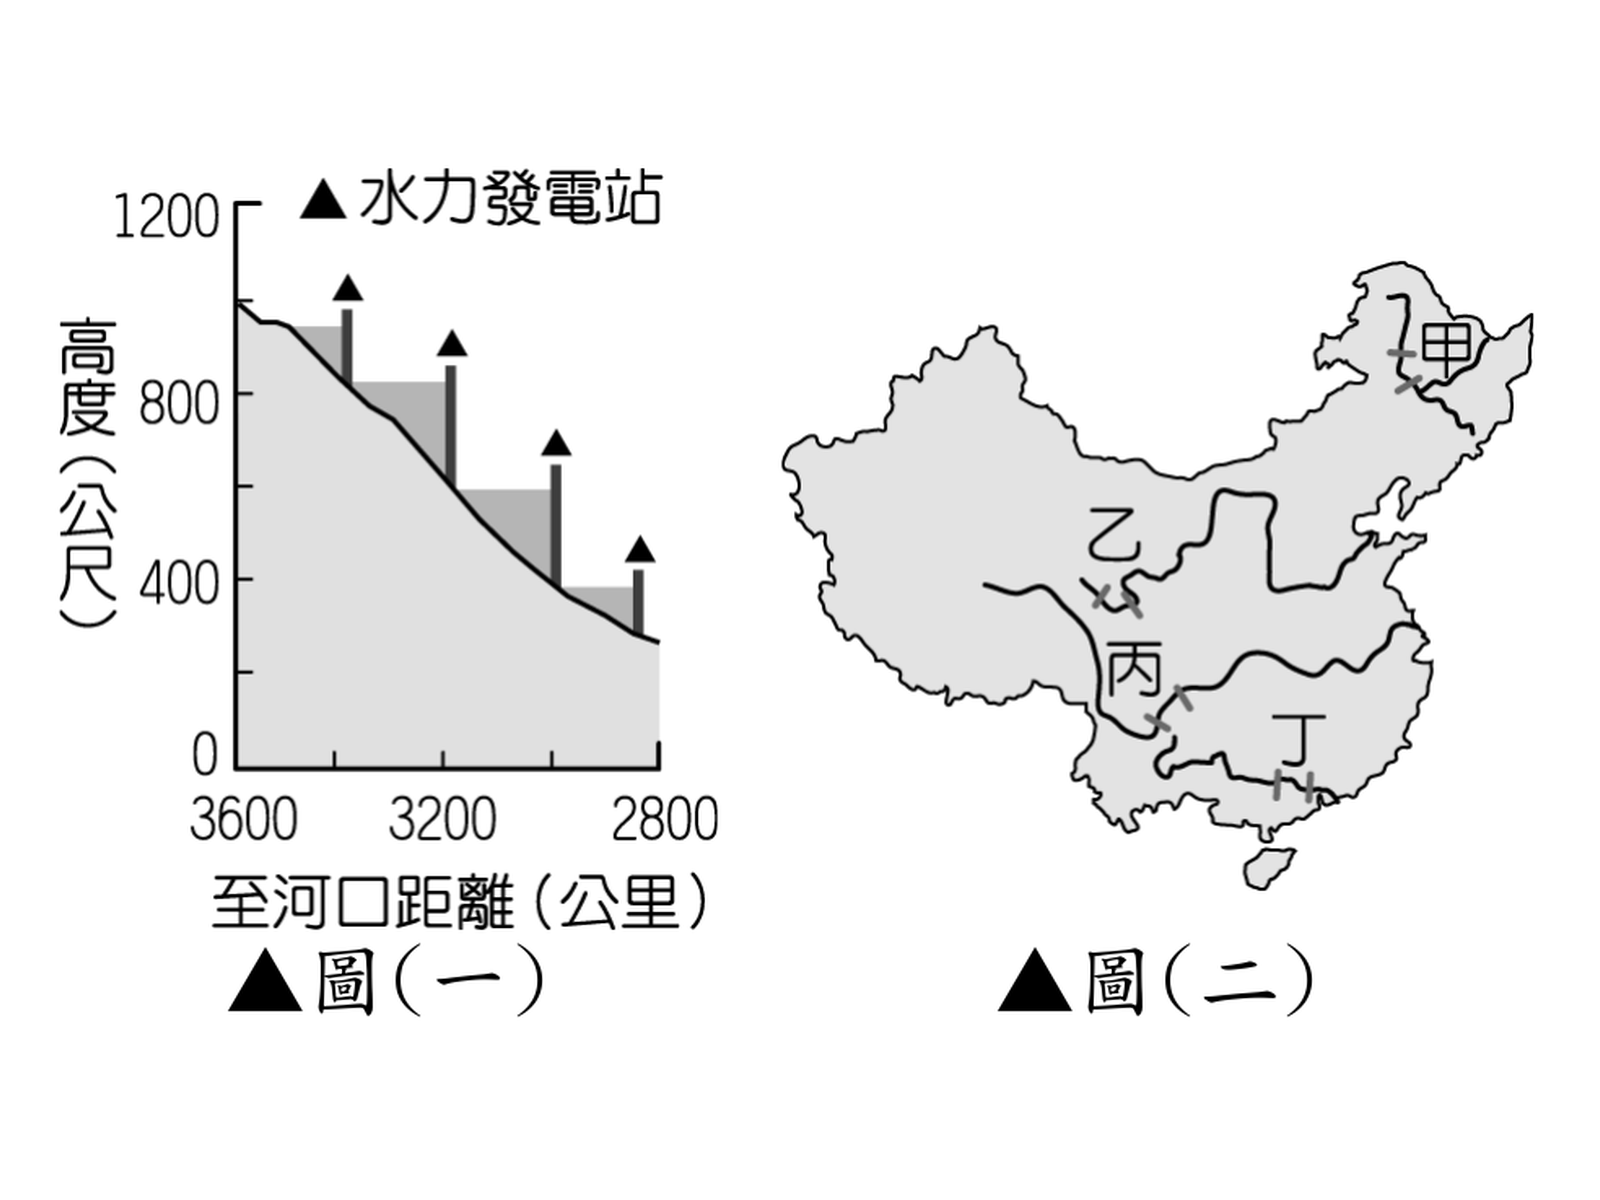 ▲水力發電站
1200
800
400
0
高度(公尺)
3600 3200 2800
至河口距離(公里)
▲圖(一)
甲
乙
丙
丁
▲圖(二)